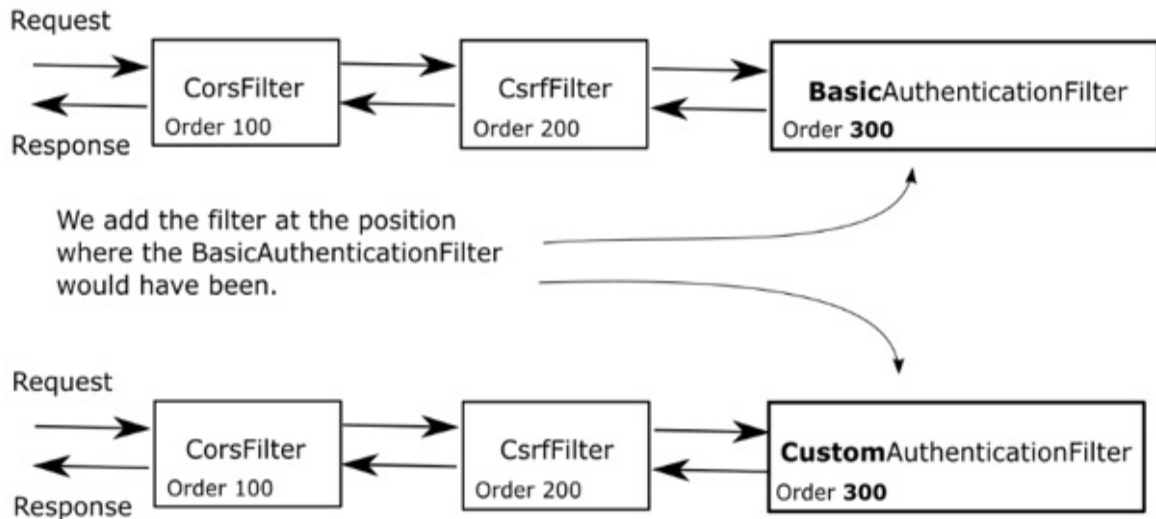 Request
CorsFilter
Order 100
CsrfFilter
Order 200
BasicAuthenticationFilter
Order 300
Response
We add the filter at the position
where the BasicAuthenticationFilter
would have been.
Request
CorsFilter
Order 100
CsrfFilter
Order 200
CustomAuthenticationFilter
Order 300
Response